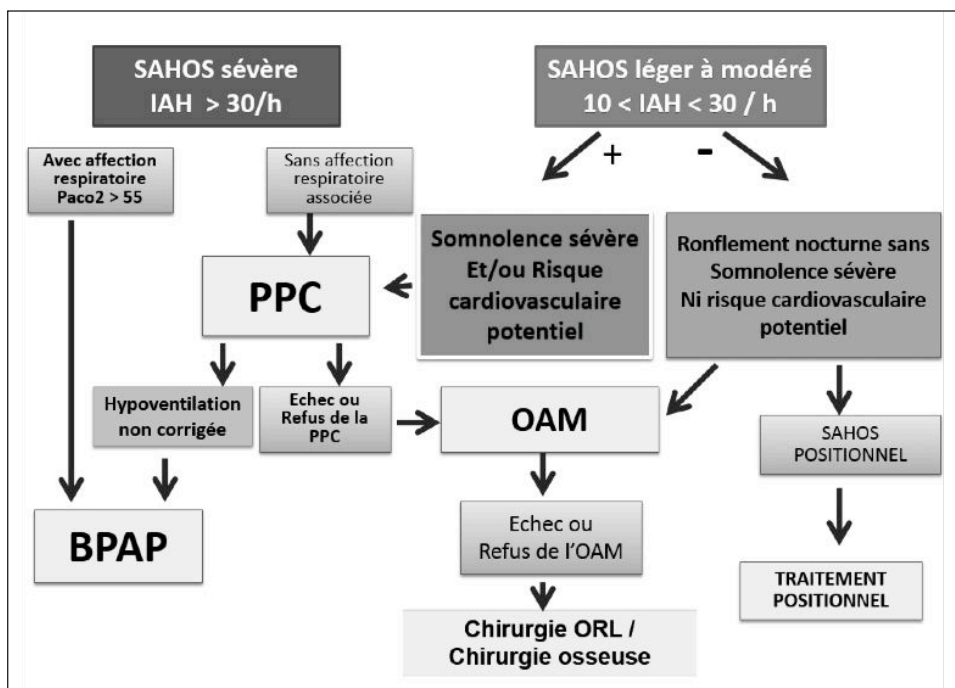 SAHOS sévère
IAH > 30/h
SAHOS léger à modéré
10 < IAH < 30 / h
+
-
Avec affection
respiratoire
Paco2 > 55
Sans affection
respiratoire
associée
Somnolence sévère
Et/ou Risque
cardiovasculaire
potentiel
Ronflement nocturne sans
Somnolence sévère
Ni risque cardiovasculaire
potentiel
PPC
Hypoventilation
non corrigée
Echec ou
Refus de la
PPC
OAM
SAHOS
POSITIONNEL
BPAP
Echec ou
Refus de l'OAM
TRAITEMENT
POSITIONNEL
Chirurgie ORL /
Chirurgie osseuse